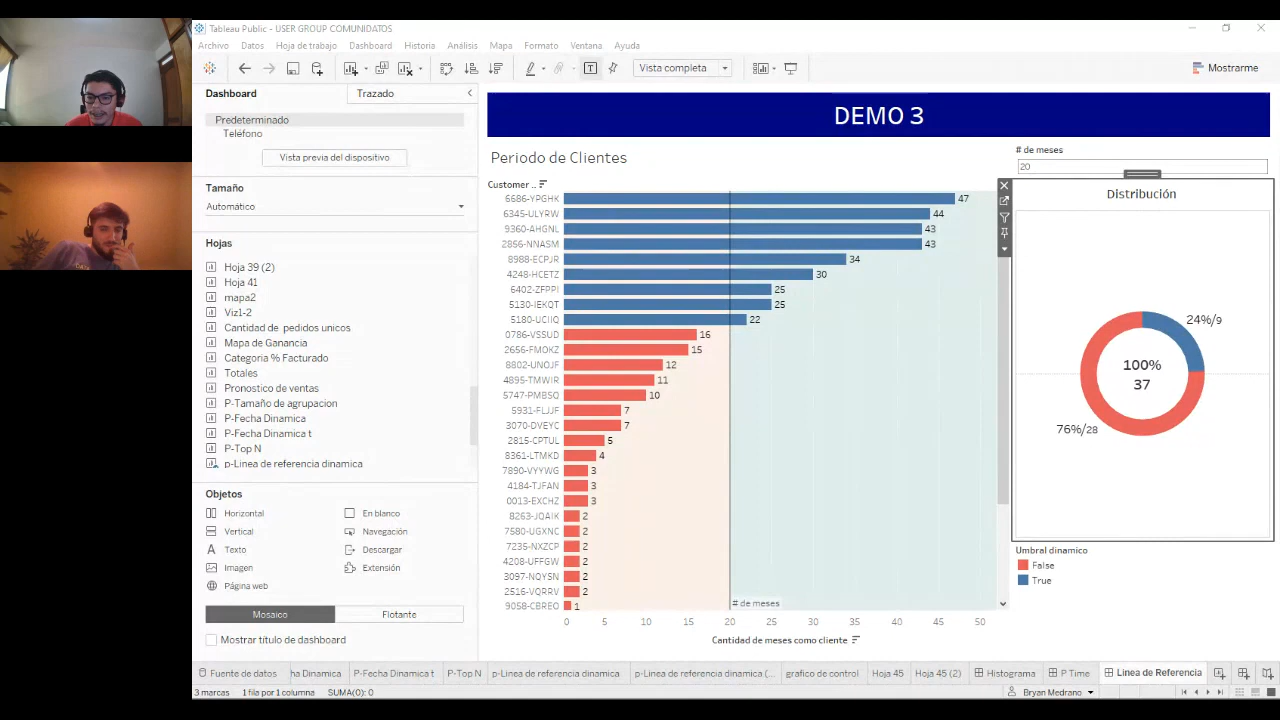 Tableau Public - USER GROUP COMUNIDATOS
Archivo Datos Hoja de trabajo Dashboard Historia Análisis Mapa Formato Ventana Ayuda
Vista completa
Mostrarme
Dashboard
Trazado
Predeterminado
Teléfono
Vista previa del dispositivo
Tamaño
Automático
Hojas
Hoja 39 (2)
Hoja 41
mapa2
Viz1-2
Cantidad de pedidos unicos
Mapa de Ganancia
Categoria % Facturado
Totales
Pronostico de ventas
P-Tamaño de agrupacion
P-Fecha Dinamica
P-Fecha Dinamica t
P-Top N
p-Linea de referencia dinamica
Objetos
Horizontal
En blanco
Vertical
Navegación
Texto
Descargar
Imagen
Extensión
Página web
Mosaico
Flotante
Mostrar título de dashboard
DEMO 3
Periodo de Clientes
Customer ..
6686-YPGHK 47
6345-ULYRW 44
9360-AHGNL 43
2866-NNASM 43
8988-ECPJR 34
4248-HCETZ 30
6402-ZFPPI 25
5130-IEKQT 25
5180-UCIIQ 22
0786-VSSUD 16
2656-FMOKZ 15
8802-UNOJF 12
4895-TMWIR 11
5747-PMBSQ 10
5931-FLJJF 7
3070-DVEYC 7
2815-CPTUL 5
8361-LTMKD 4
7890-VYYWG 3
4184-TJFAN 3
0013-EXCHZ 3
8263-JQAIK 2
7580-UGXNC 2
7235-NXZCP 2
4208-UFFGW 2
3097-NQYSN 2
2516-VQRRV 2
9058-CBREO 1
# de meses
0 5 10 15 20 25 30 35 40 45 50
Cantidad de meses como cliente
# de meses
20
Distribución
24%/9
100%
37
76%/28
Umbral dinamico
False
True
Fuente de datos
ha Dinamica
P-Fecha Dinamica t
P-Top N
p-Linea de referencia dinamica
p-Linea de referencia dinamica (...
grafico de control
Hoja 45
Hoja 45 (2)
Histograma
P Time
Linea de Referencia
3 marcas 1 fila por 1 columna SUMA(0): 0
Bryan Medrano